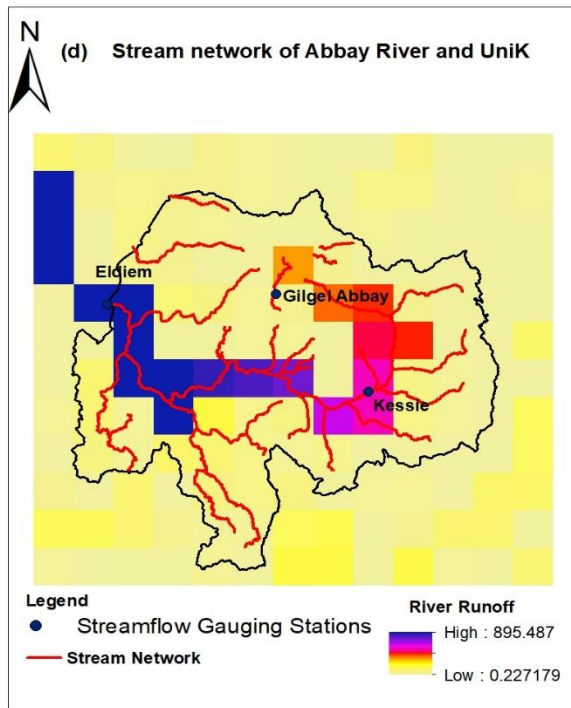 N
(d) Stream network of Abbay River and UniK
Eldiem
Gilgel Abbay
Kessie
Legend
Streamflow Gauging Stations
Stream Network
River Runoff
High : 895.487
Low : 0.227179